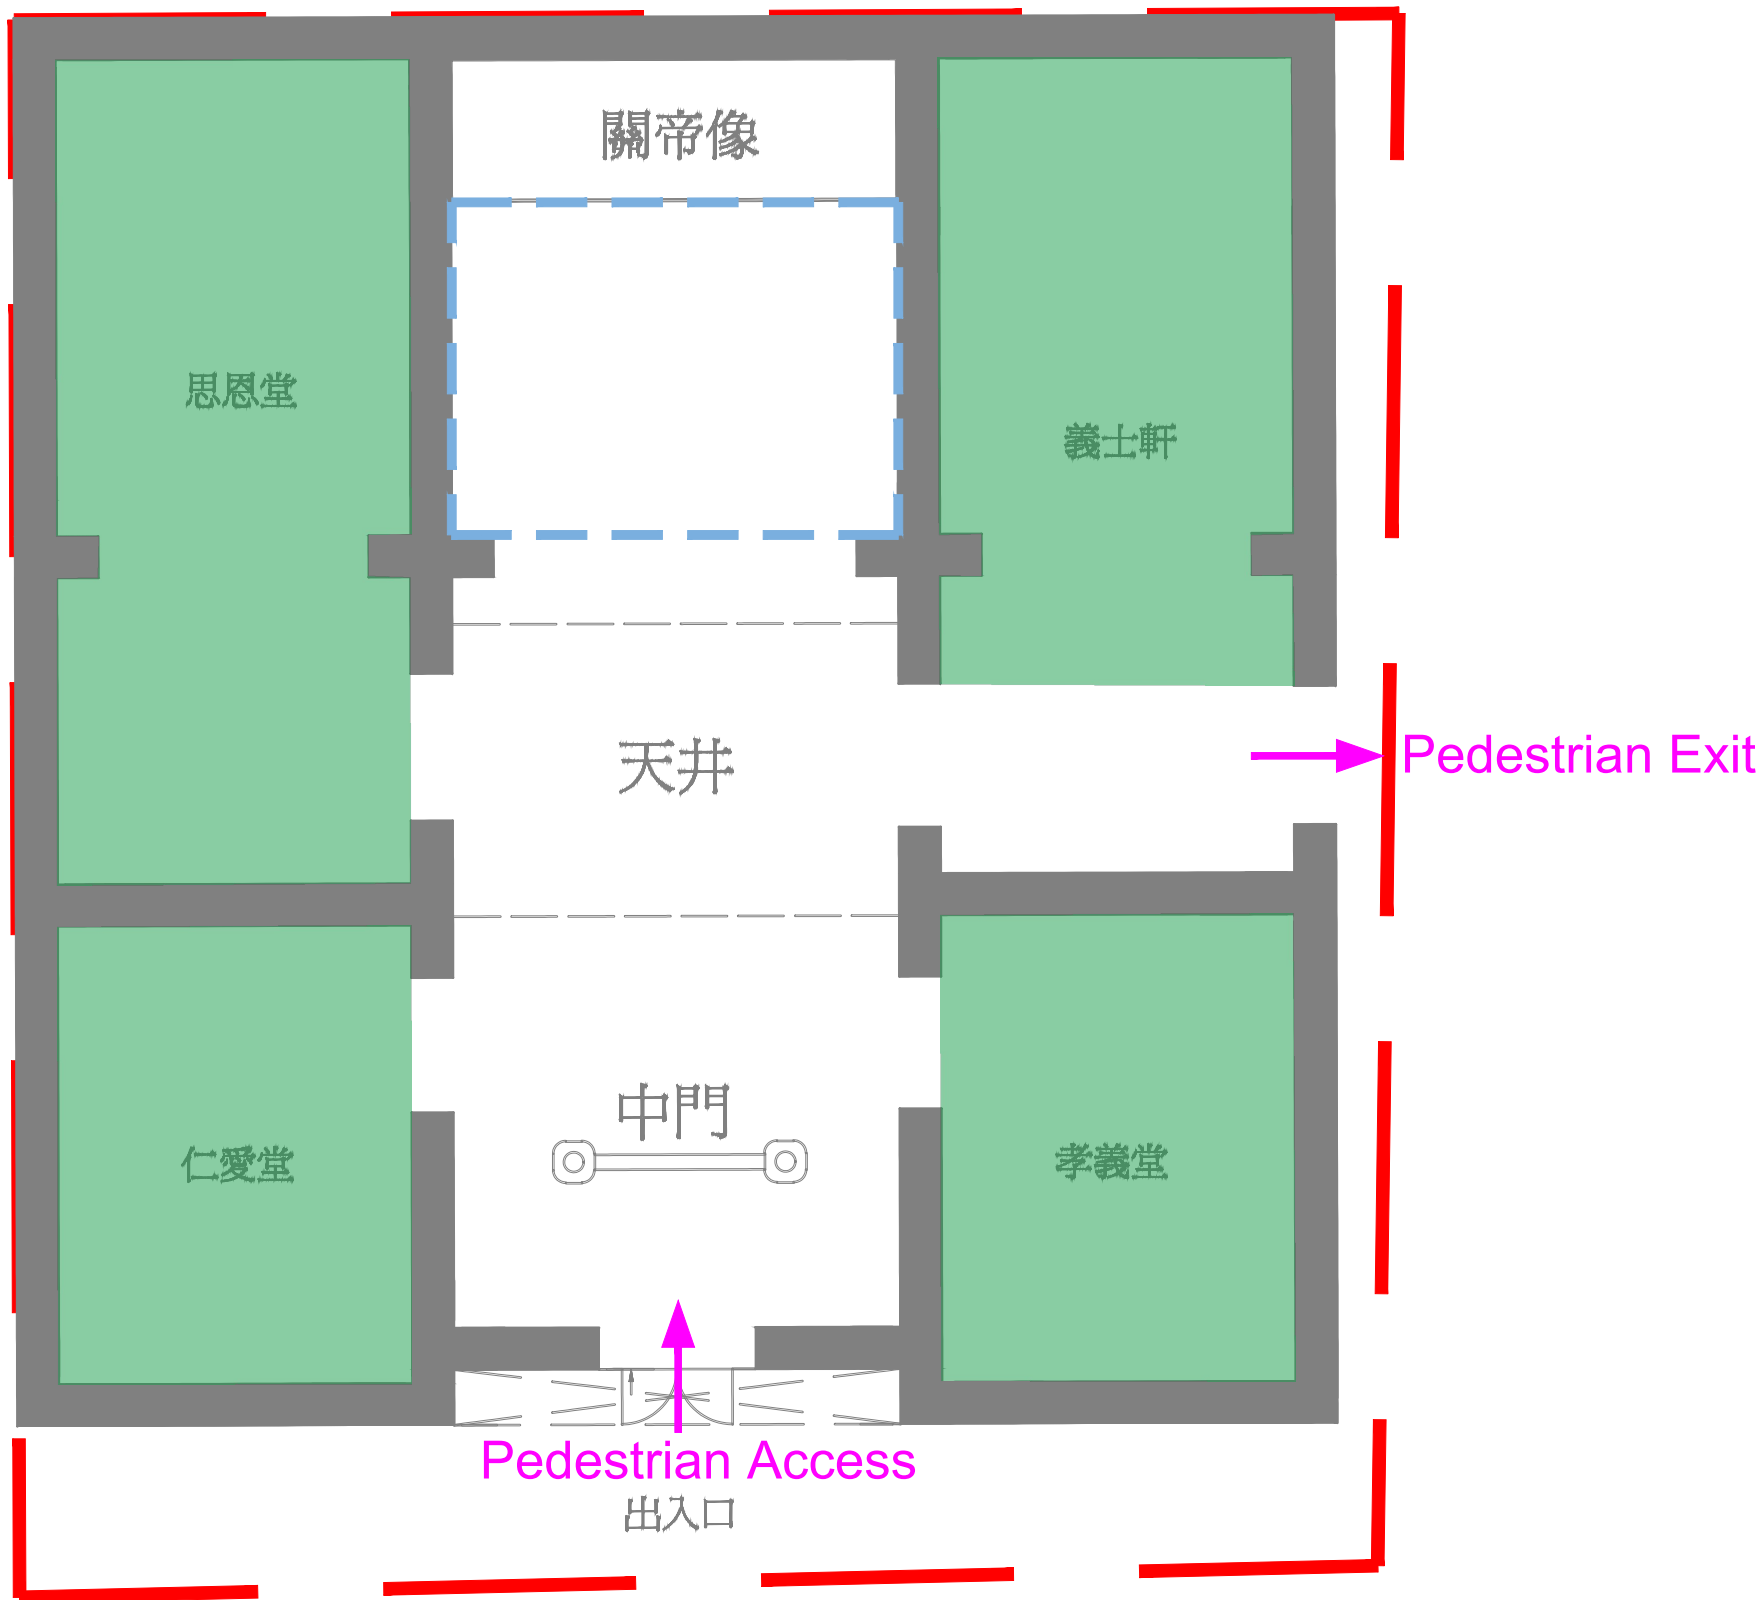 關帝像
思恩堂
義士軒
天井
Pedestrian Exit
中門
仁愛堂
孝義堂
Pedestrian Access
出入口